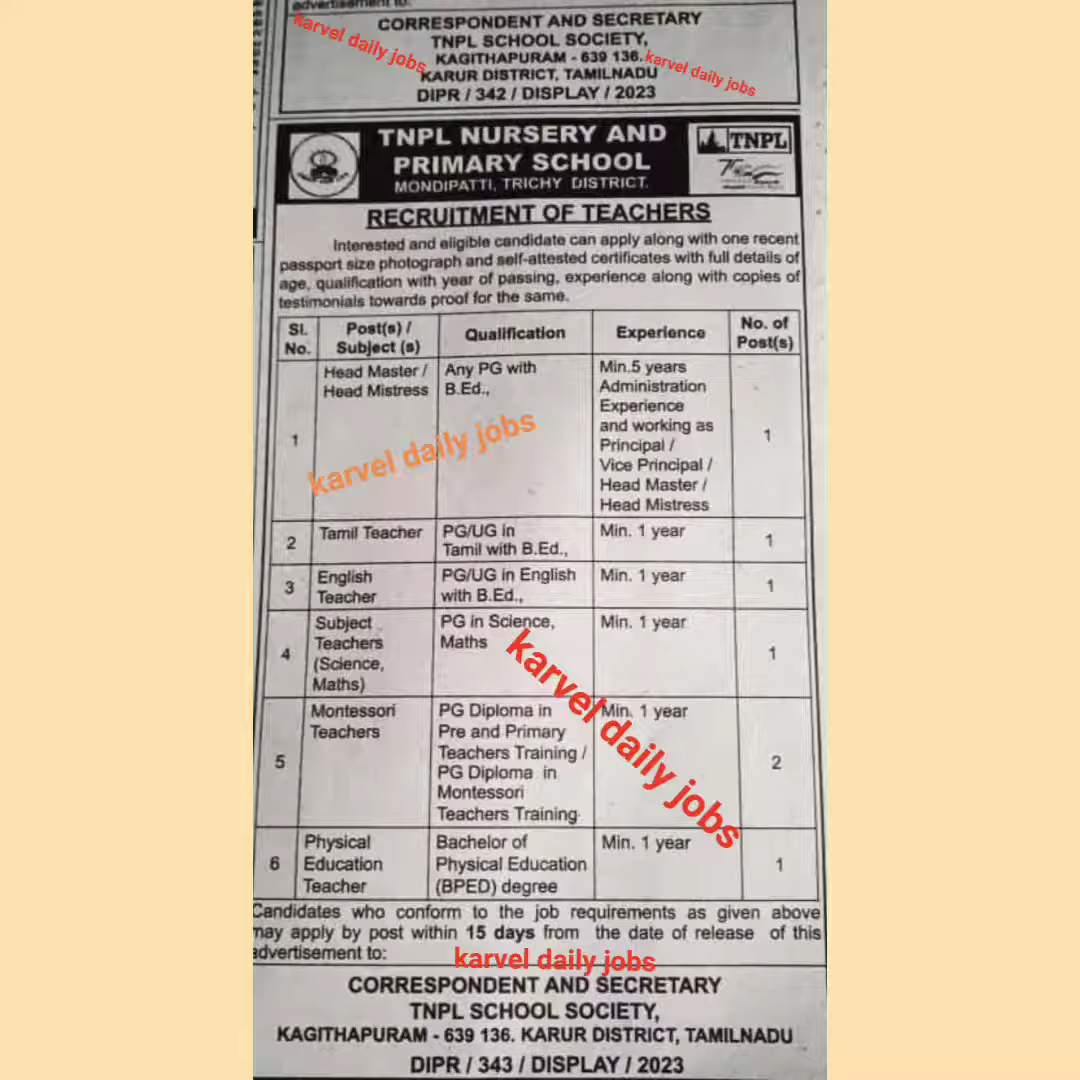 advertisement to:
CORRESPONDENT AND SECRETARY
TNPL SCHOOL SOCIETY,
KAGITHAPURAM - 639 136.
KARUR DISTRICT, TAMILNADU
DIPR / 342 / DISPLAY / 2023
karvel daily jobs
karvel daily jobs
TNPL NURSERY AND
PRIMARY SCHOOL
MONDIPATTI, TRICHY DISTRICT.
TNPL
RECRUITMENT OF TEACHERS
Interested and eligible candidate can apply along with one recent
passport size photograph and self-attested certificates with full details of
age, qualification with year of passing, experience along with copies of
testimonials towards proof for the same.
Sl. No. Post(s) / Subject (s) Qualification Experience No. of Post(s)
1 Head Master / Head Mistress Any PG with B.Ed., Min.5 years Administration Experience and working as Principal / Vice Principal / Head Master / Head Mistress 1
karvel daily jobs
2 Tamil Teacher PG/UG in Tamil with B.Ed., Min. 1 year 1
3 English Teacher PG/UG in English with B.Ed., Min. 1 year 1
4 Subject Teachers (Science, Maths) PG in Science, Maths Min. 1 year 1
karvel daily jobs
5 Montessori Teachers PG Diploma in Pre and Primary Teachers Training / PG Diploma in Montessori Teachers Training Min. 1 year 2
6 Physical Education Teacher Bachelor of Physical Education (BPED) degree Min. 1 year 1
Candidates who conform to the job requirements as given above
may apply by post within 15 days from the date of release of this
advertisement to:
karvel daily jobs
CORRESPONDENT AND SECRETARY
TNPL SCHOOL SOCIETY,
KAGITHAPURAM - 639 136. KARUR DISTRICT, TAMILNADU
DIPR / 343 / DISPLAY / 2023